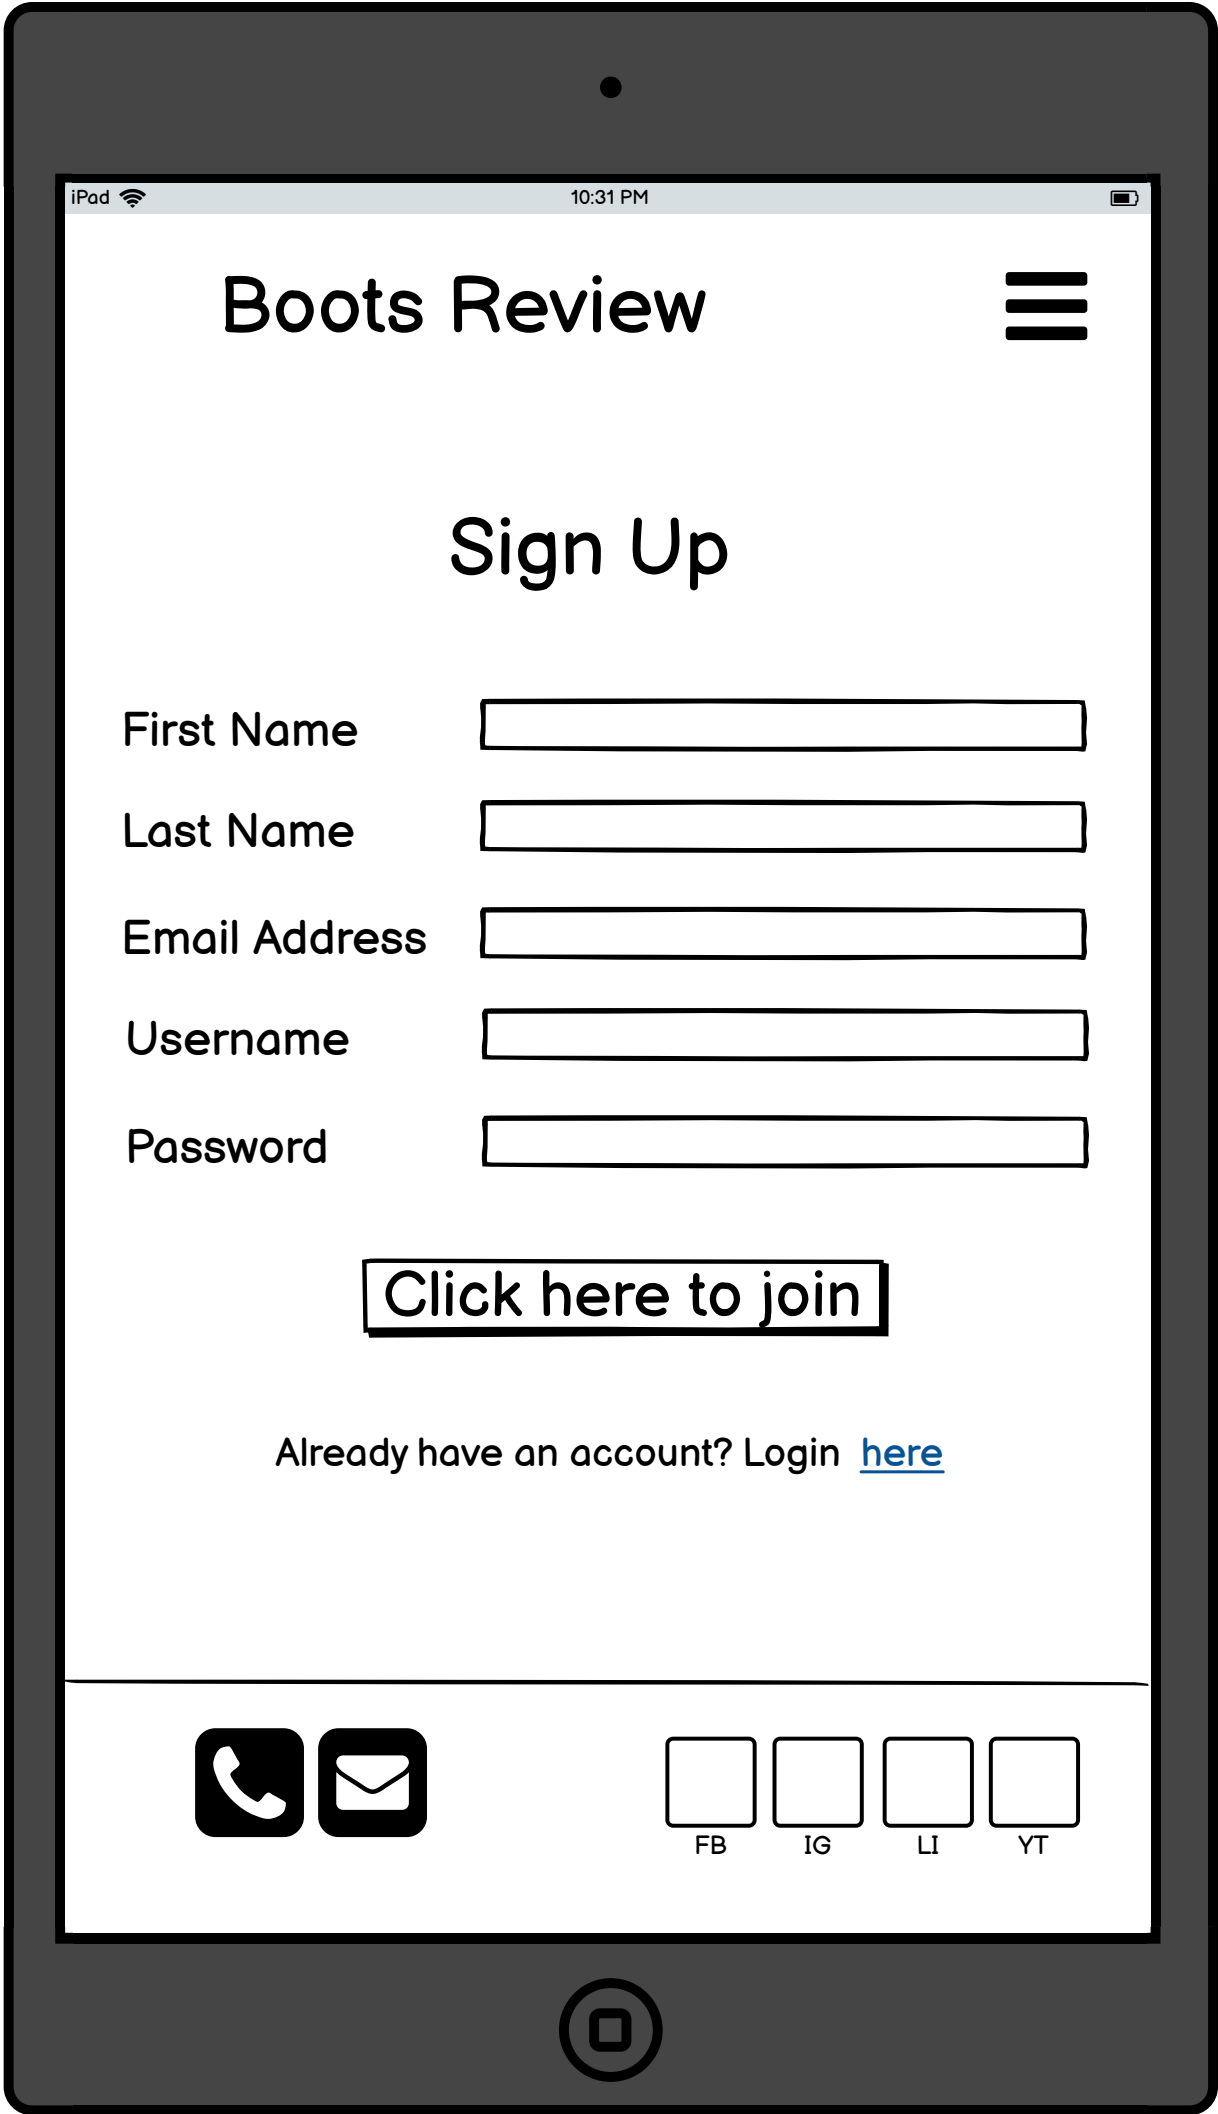 iPad 10:31 PM
Boots Review
Sign Up
First Name
Last Name
Email Address
Username
Password
Click here to join
Already have an account? Login here
FB IG LI YT